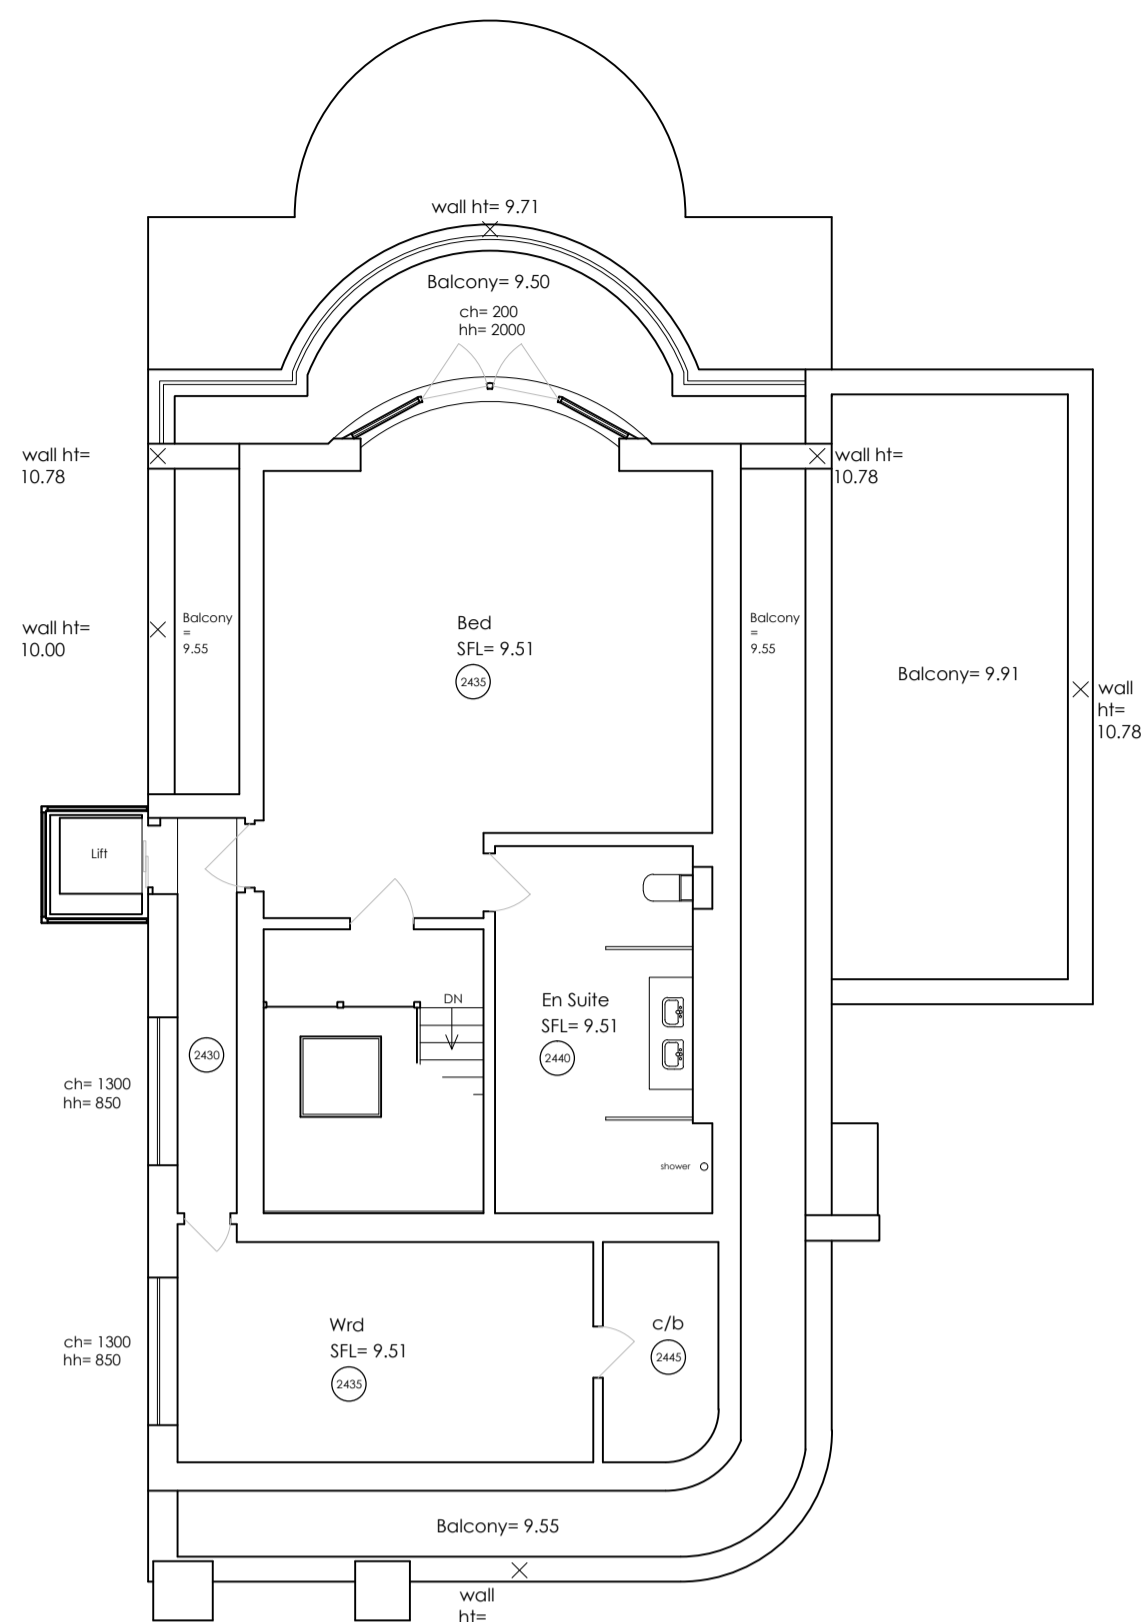 wall ht= 9.71
Balcony= 9.50
ch= 200
hh= 2000
wall ht=
10.78
wall ht=
10.78
wall ht=
10.00
Balcony
=
9.55
Bed
SFL= 9.51
2435
Balcony
=
9.55
Balcony= 9.91
wall
ht=
10.78
Lift
DN
En Suite
SFL= 9.51
2440
2430
ch= 1300
hh= 850
shower
Wrd
SFL= 9.51
2435
c/b
2445
ch= 1300
hh= 850
Balcony= 9.55
wall
ht=